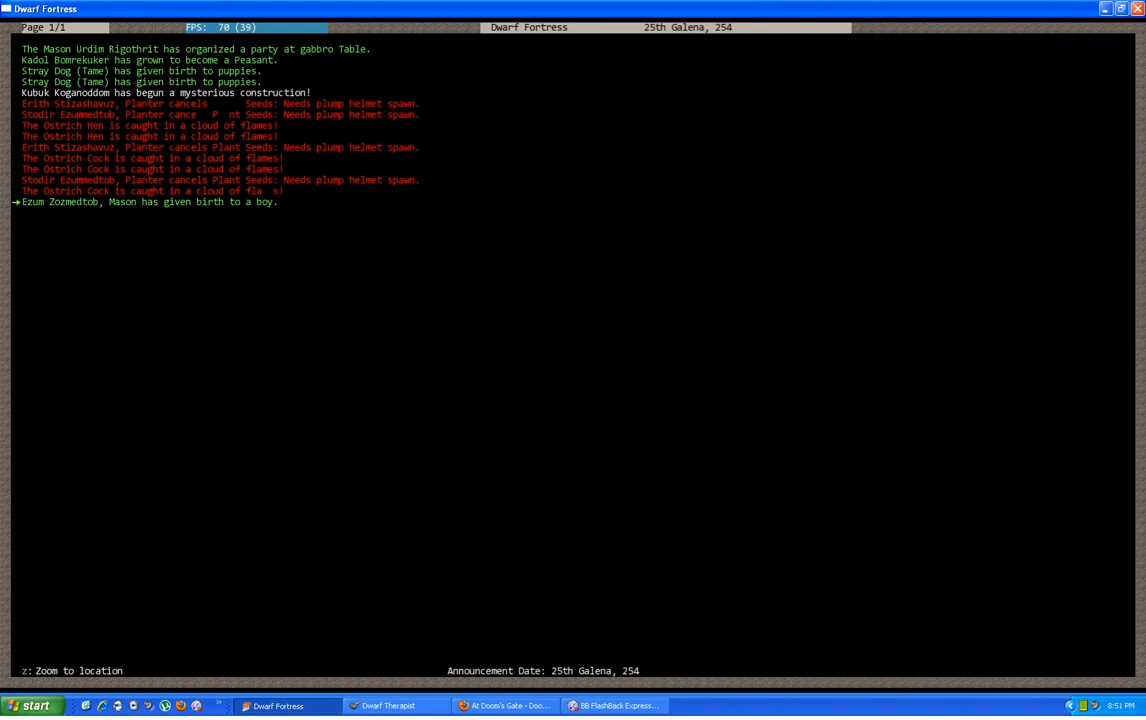 Dwarf Fortress
Page 1/1 FPS: 70 (39) Dwarf Fortress 25th Galena, 254
The Mason Urdim Rigothrit has organized a party at gabbro Table.
Kadol Bomrekuker has grown to become a Peasant.
Stray Dog (Tame) has given birth to puppies.
Stray Dog (Tame) has given birth to puppies.
Kubuk Koganoddom has begun a mysterious construction!
Erith Stizashavuz, Planter cancels Seeds: Needs plump helmet spawn.
Stodir Ezummedtob, Planter cance P nt Seeds: Needs plump helmet spawn.
The Ostrich Hen is caught in a cloud of flames!
The Ostrich Hen is caught in a cloud of flames!
Erith Stizashavuz, Planter cancels Plant Seeds: Needs plump helmet spawn.
The Ostrich Cock is caught in a cloud of flames!
The Ostrich Cock is caught in a cloud of flames!
Stodir Ezummedtob, Planter cancels Plant Seeds: Needs plump helmet spawn.
The Ostrich Cock is caught in a cloud of fla s!
Ezum Zozmedtob, Mason has given birth to a boy.
z: Zoom to location Announcement Date: 25th Galena, 254
start Dwarf Fortress Dwarf Therapist At Doom's Gate - Doo... BB FlashBack Express... 8:51 PM